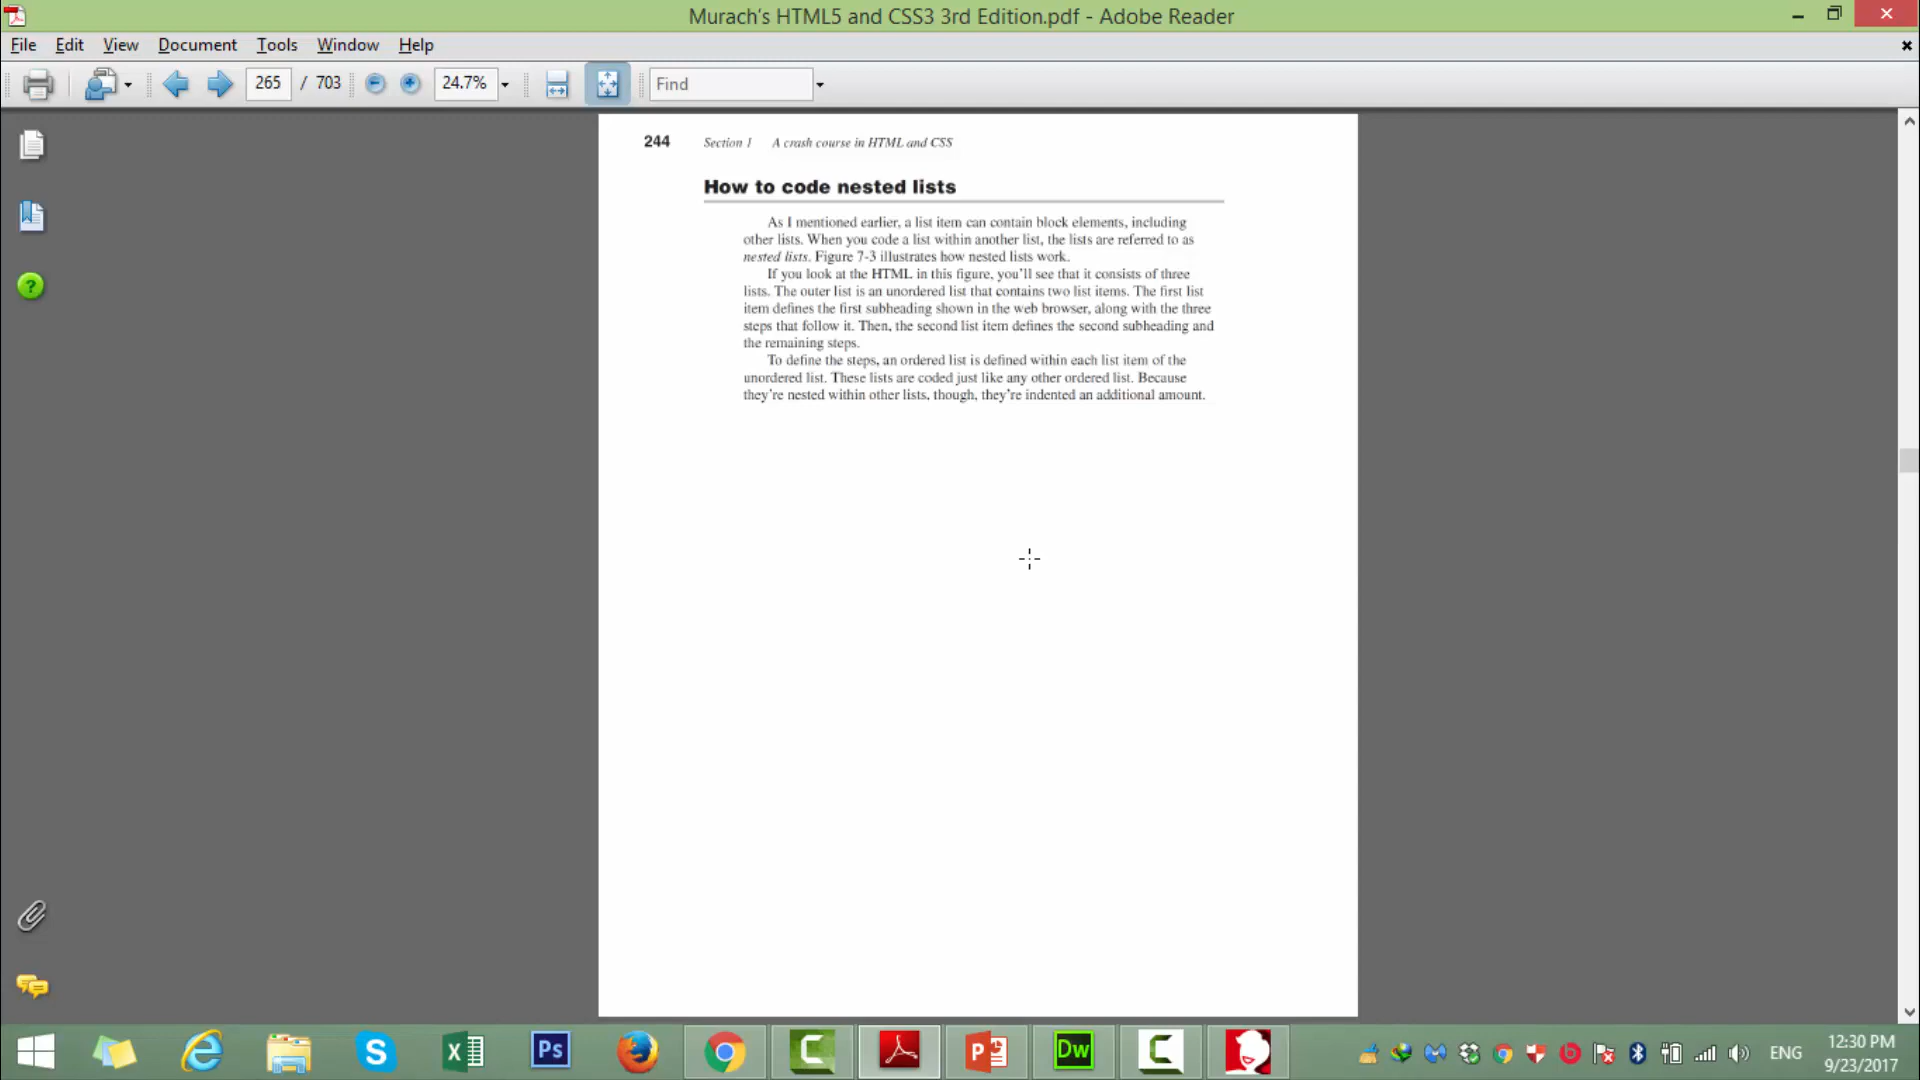 Murach's HTML5 and CSS3 3rd Edition.pdf - Adobe Reader
File Edit View Document Tools Window Help
265 / 703 24.7% Find
244 Section 1 A crash course in HTML and CSS
How to code nested lists
As I mentioned earlier, a list item can contain block elements, including
other lists. When you code a list within another list, the lists are referred to as
nested lists. Figure 7-3 illustrates how nested lists work.
If you look at the HTML in this figure, you'll see that it consists of three
lists. The outer list is an unordered list that contains two list items. The first list
item defines the first subheading shown in the web browser, along with the three
steps that follow it. Then, the second list item defines the second subheading and
the remaining steps.
To define the steps, an ordered list is defined within each list item of the
unordered list. These lists are coded just like any other ordered list. Because
they're nested within other lists, though, they're indented an additional amount.
Ps
Dw
ENG
12:30 PM
9/23/2017